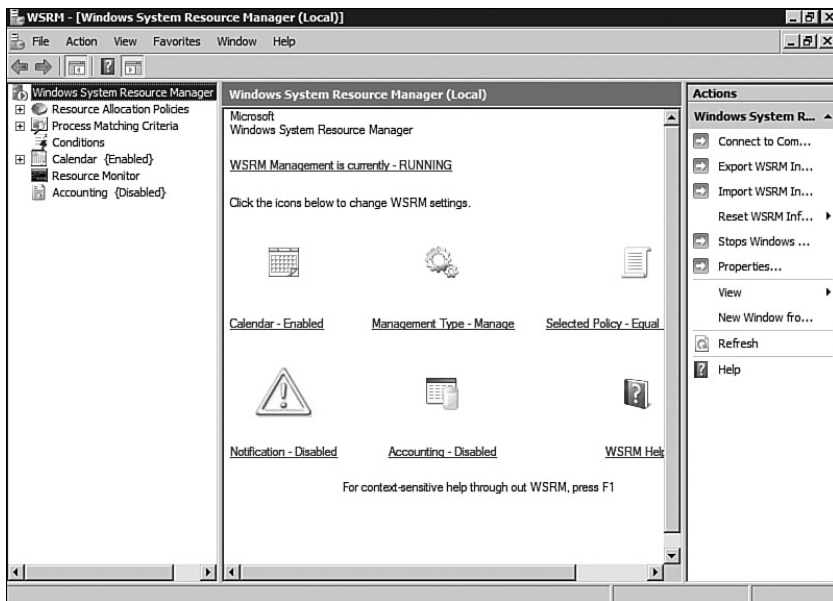 WSRM - [Windows System Resource Manager (Local)]
File Action View Favorites Window Help
Windows System Resource Manager
Resource Allocation Policies
Process Matching Criteria
Conditions
Calendar {Enabled}
Resource Monitor
Accounting {Disabled}
Windows System Resource Manager (Local)
Microsoft
Windows System Resource Manager
WSRM Management is currently - RUNNING
Click the icons below to change WSRM settings.
Calendar - Enabled Management Type - Manage Selected Policy - Equal
Notification - Disabled Accounting - Disabled WSRM Help
For context-sensitive help through out WSRM, press F1
Actions
Windows System R...
Connect to Com...
Export WSRM In...
Import WSRM In...
Reset WSRM Inf...
Stops Windows ...
Properties...
View
New Window fro...
Refresh
Help